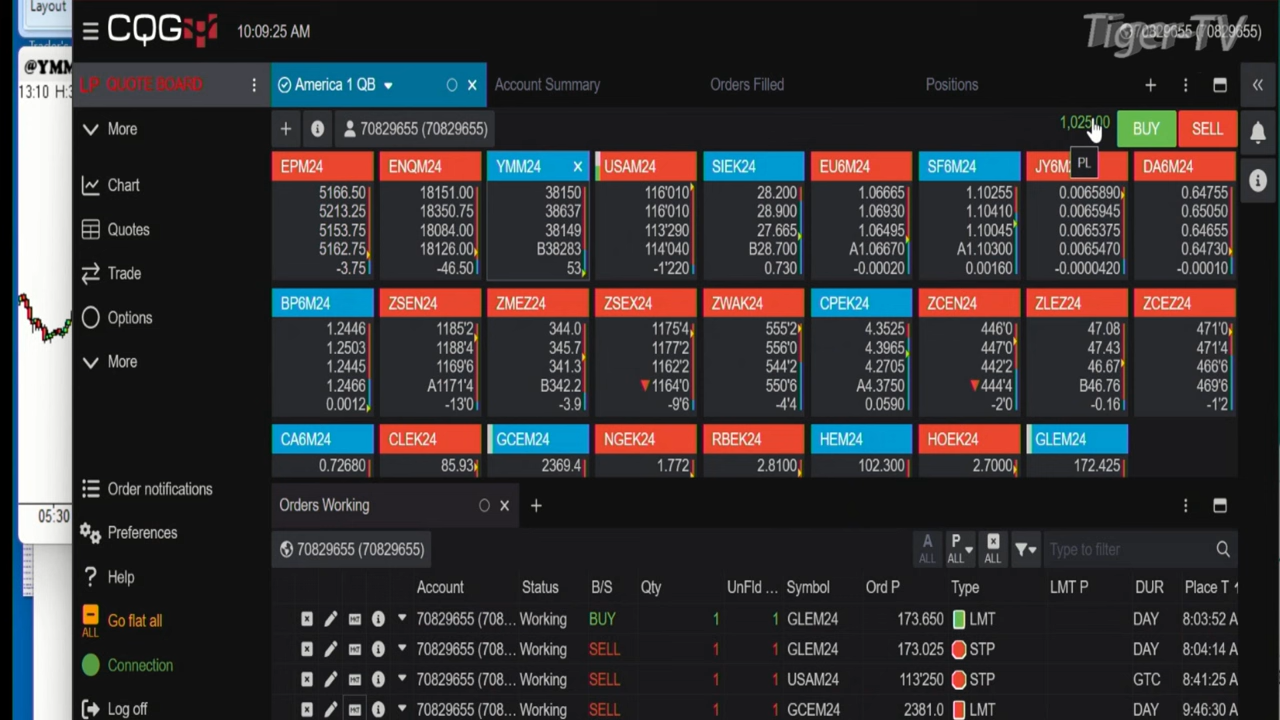 Layout
CQG
10:09:25 AM
Tiger-TV
(70829655)
@YMM
13:10 H:
QUOTE BOARD
America 1 QB
Account Summary
Orders Filled
Positions
More
70829655 (70829655)
1,025.00
BUY
SELL
PL
EPM24 ENQM24 YMM24 USAM24 SIEK24 EU6M24 SF6M24 JY6M DA6M24
5166.50 18151.00 38150 116'010 28.200 1.06665 1.10255 0.0065890 0.64755
5213.25 18350.75 38637 116'010 28.900 1.06930 1.10410 0.0065945 0.65050
5153.75 18084.00 38149 113'290 27.665 1.06495 1.10045 0.0065375 0.64655
5162.75 18126.00 B38283 114'040 B28.700 A1.06670 A1.10300 0.0065470 0.64730
-3.75 -46.50 53 -1'220 0.730 -0.00020 0.00160 -0.0000420 -0.00010
Chart
Quotes
Trade
Options
More
BP6M24 ZSEN24 ZMEZ24 ZSEX24 ZWAK24 CPEK24 ZCEN24 ZLEZ24 ZCEZ24
1.2446 1185'2 344.0 1175'4 555'2 4.3525 446'0 47.08 471'0
1.2503 1188'4 345.7 1177'2 556'0 4.3965 447'0 47.43 471'4
1.2445 1169'6 341.3 1162'2 544'2 4.2705 442'2 46.67 466'6
1.2466 A1171'4 B342.2 1164'0 550'6 A4.3750 444'4 B46.76 469'6
0.0012 -13'0 -3.9 -9'6 -4'4 0.0590 -2'0 -0.16 -1'2
CA6M24 CLEK24 GCEM24 NGEK24 RBEK24 HEM24 HOEK24 GLEM24
0.72680 85.93 2369.4 1.772 2.8100 102.300 2.7000 172.425
05:30
Order notifications
Preferences
Help
ALL
Go flat all
Connection
Log off
Orders Working
70829655 (70829655)
A ALL P ALL ALL
Type to filter
Account Status B/S Qty UnFld ... Symbol Ord P Type LMT P DUR Place T
70829655 (708... Working BUY 1 1 GLEM24 173.650 LMT DAY 8:03:52 A
70829655 (708... Working SELL 1 1 GLEM24 173.025 STP DAY 8:04:14 A
70829655 (708... Working SELL 1 1 USAM24 113'250 STP GTC 8:41:25 A
70829655 (708... Working SELL 1 1 GCEM24 2381.0 LMT DAY 9:46:30 A